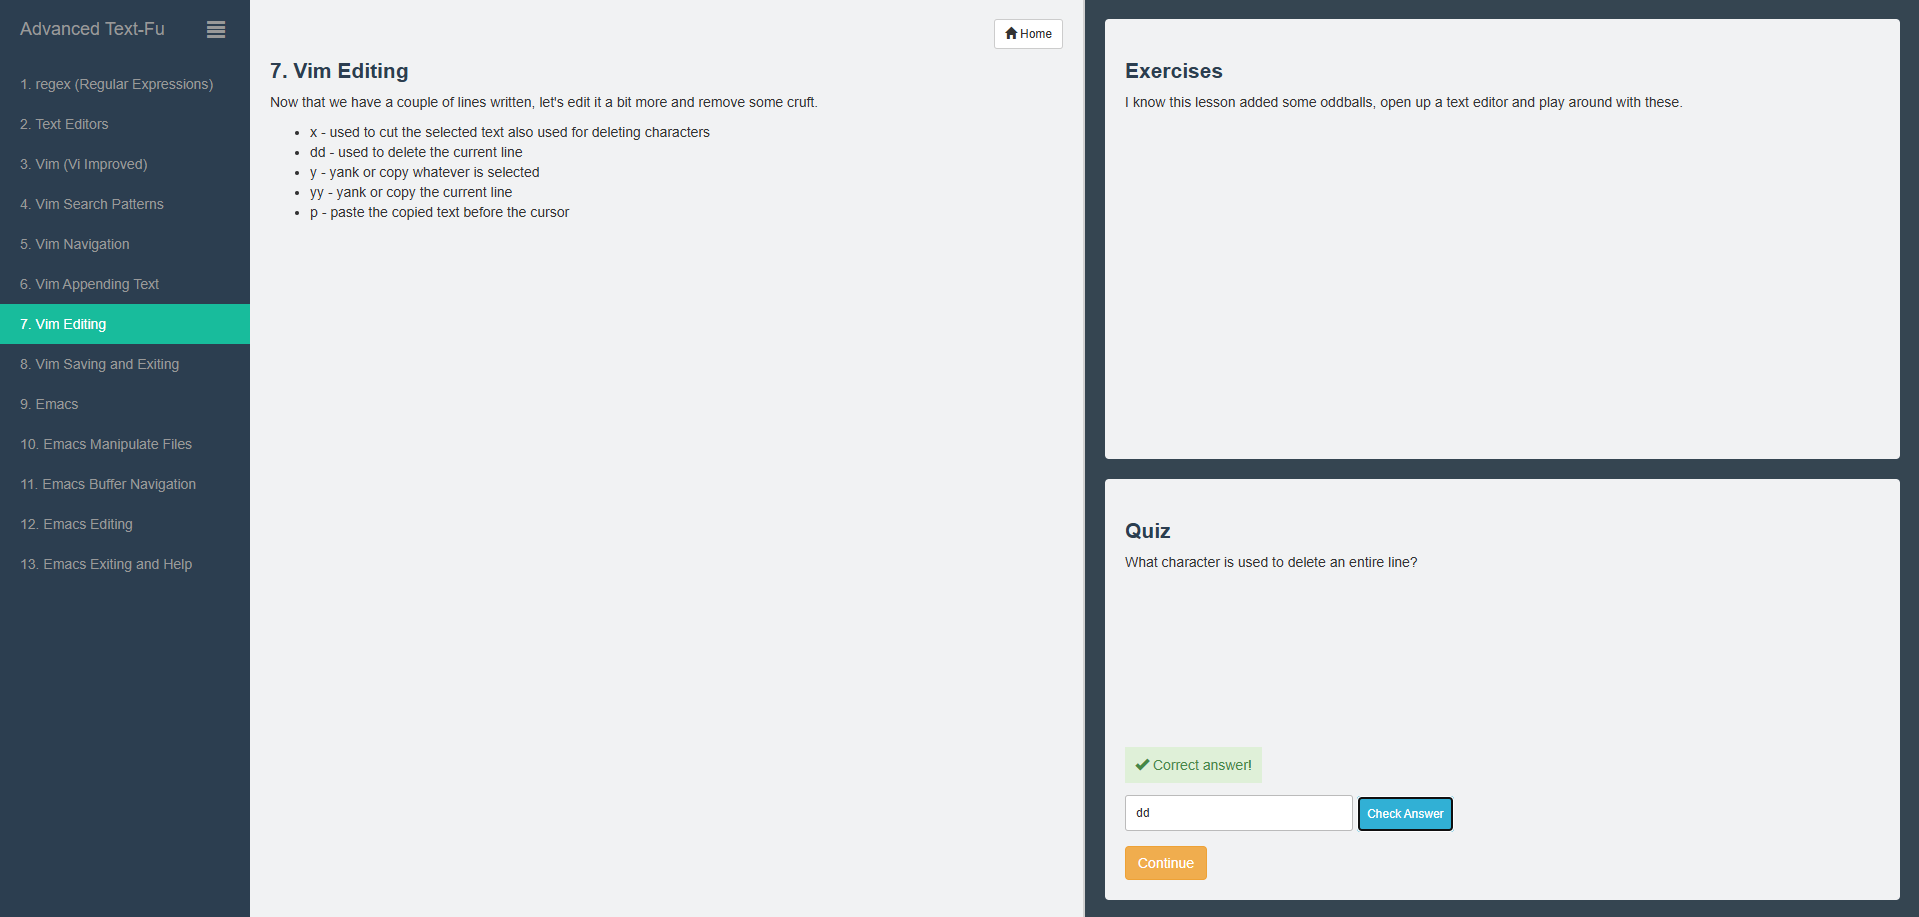 Advanced Text-Fu
1. regex (Regular Expressions)
2. Text Editors
3. Vim (Vi Improved)
4. Vim Search Patterns
5. Vim Navigation
6. Vim Appending Text
7. Vim Editing
8. Vim Saving and Exiting
9. Emacs
10. Emacs Manipulate Files
11. Emacs Buffer Navigation
12. Emacs Editing
13. Emacs Exiting and Help
Home
7. Vim Editing
Now that we have a couple of lines written, let's edit it a bit more and remove some cruft.
• x - used to cut the selected text also used for deleting characters
• dd - used to delete the current line
• y - yank or copy whatever is selected
• yy - yank or copy the current line
• p - paste the copied text before the cursor
Exercises
I know this lesson added some oddballs, open up a text editor and play around with these.
Quiz
What character is used to delete an entire line?
Correct answer!
dd
Check Answer
Continue